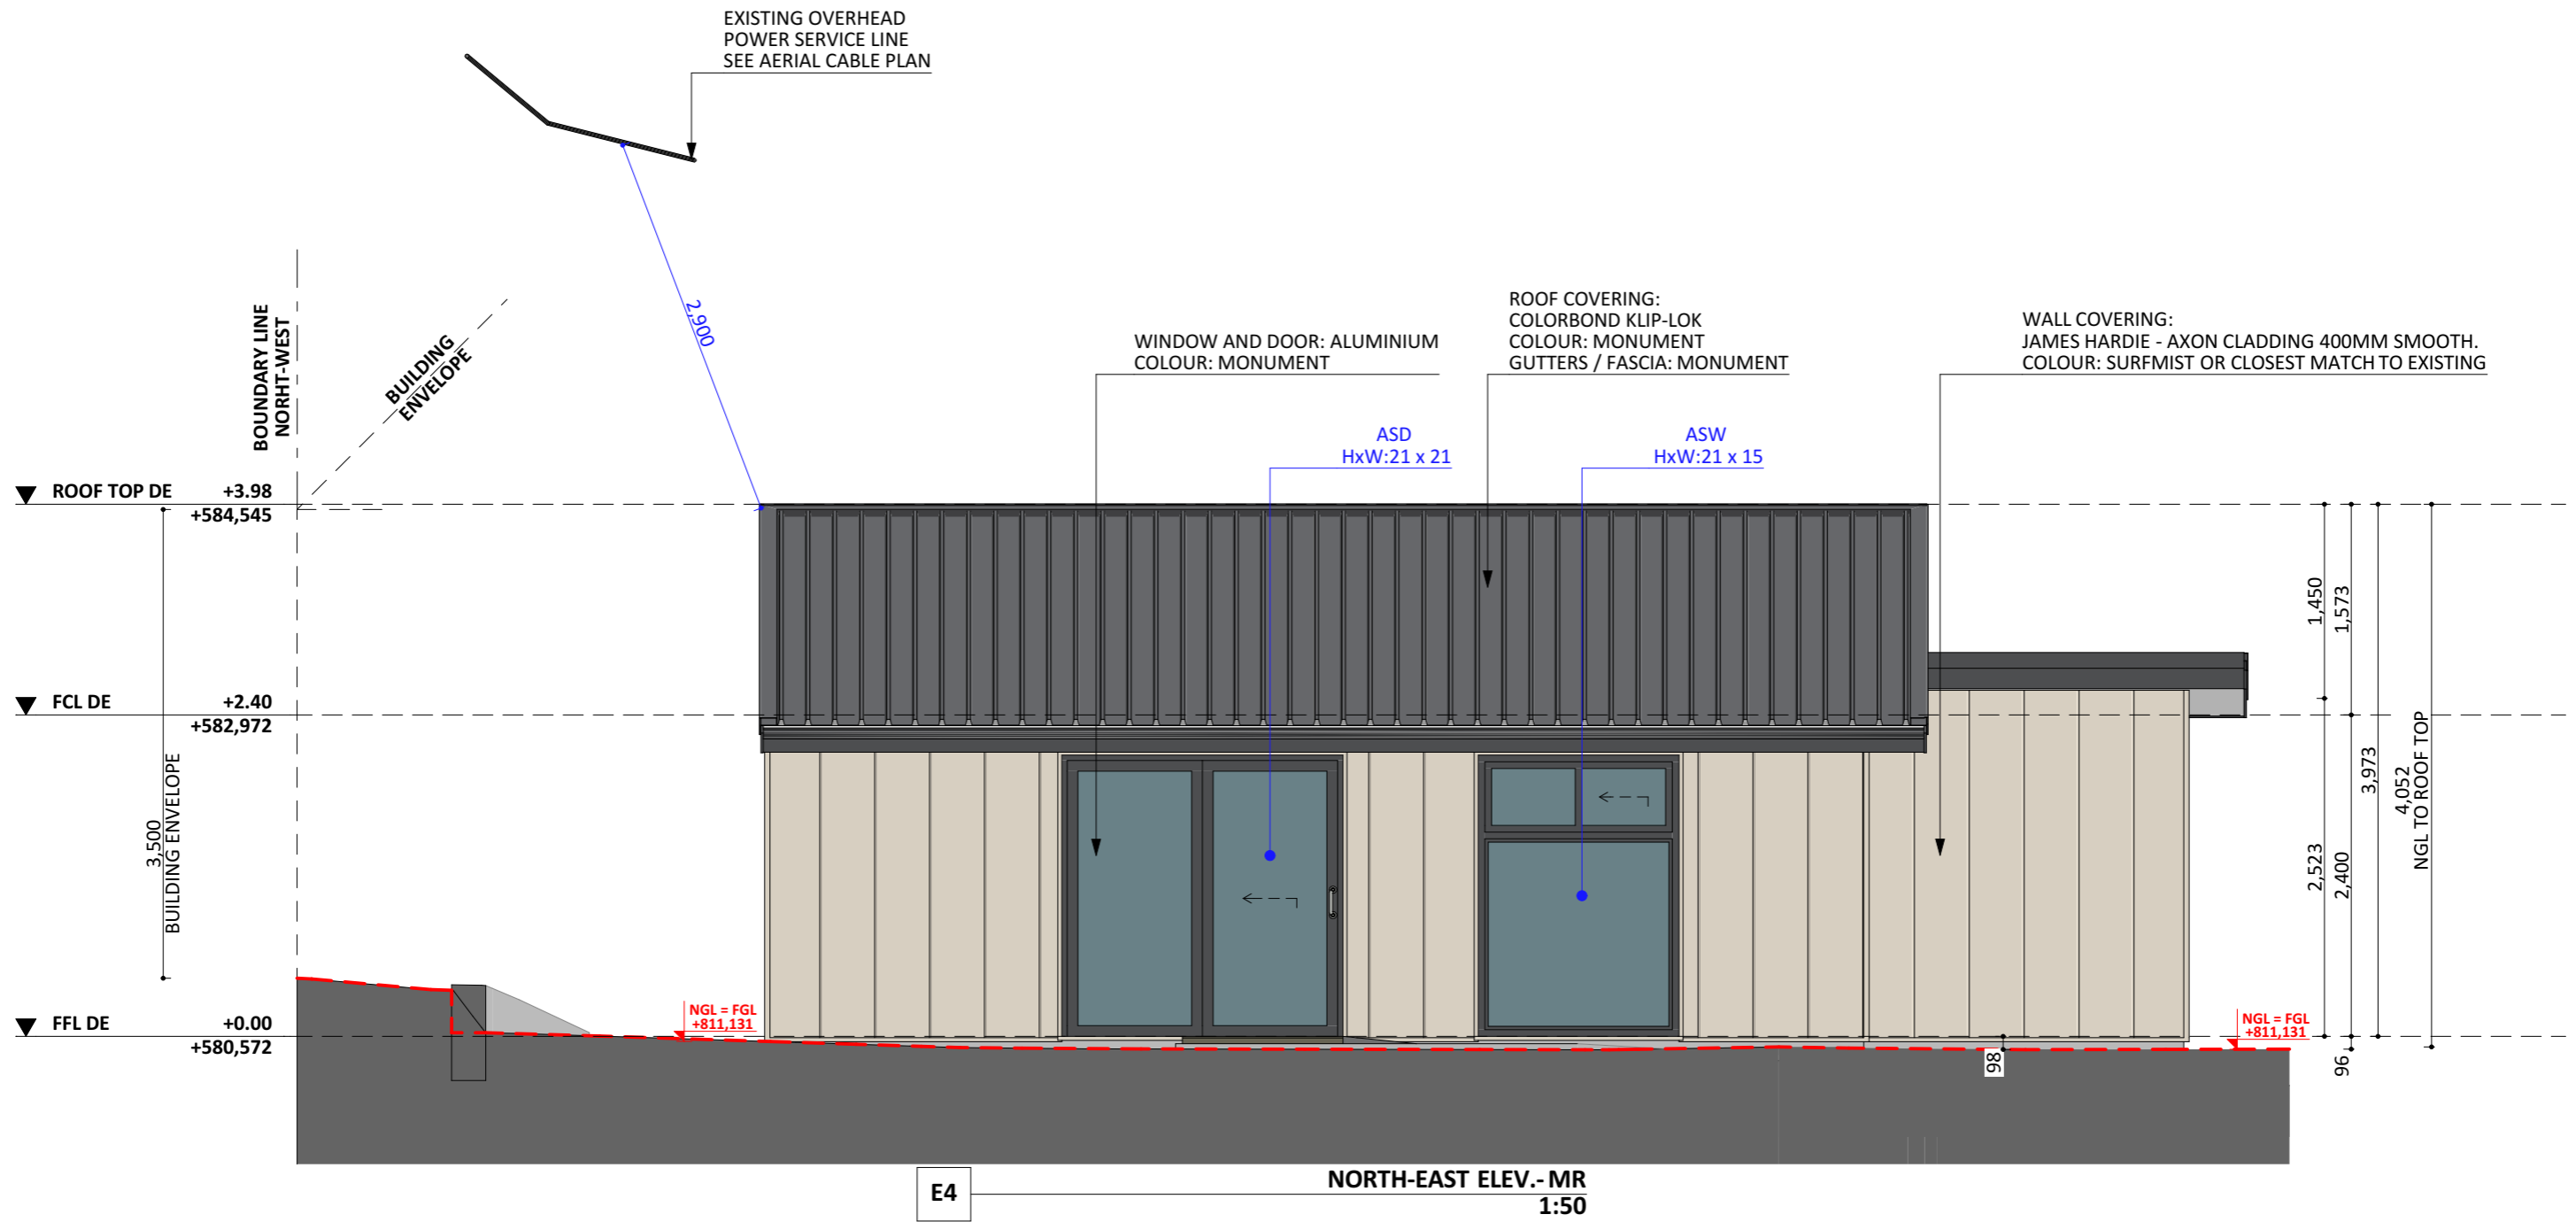 EXISTING OVERHEAD
POWER SERVICE LINE
SEE AERIAL CABLE PLAN
BOUNDARY LINE
NORHT-WEST
BUILDING
ENVELOPE
2,900
WINDOW AND DOOR: ALUMINIUM
COLOUR: MONUMENT
ROOF COVERING:
COLORBOND KLIP-LOK
COLOUR: MONUMENT
GUTTERS / FASCIA: MONUMENT
WALL COVERING:
JAMES HARDIE - AXON CLADDING 400MM SMOOTH.
COLOUR: SURFMIST OR CLOSEST MATCH TO EXISTING
ASD
HxW:21 x 21
ASW
HxW:21 x 15
ROOF TOP DE +3.98
+584,545
FCL DE +2.40
+582,972
3,500
BUILDING ENVELOPE
FFL DE +0.00
+580,572
NGL = FGL
+811,131
NGL = FGL
+811,131
1,450
1,573
2,523
2,400
3,973
4,052
NGL TO ROOF TOP
98
96
E4
NORTH-EAST ELEV.- MR
1:50